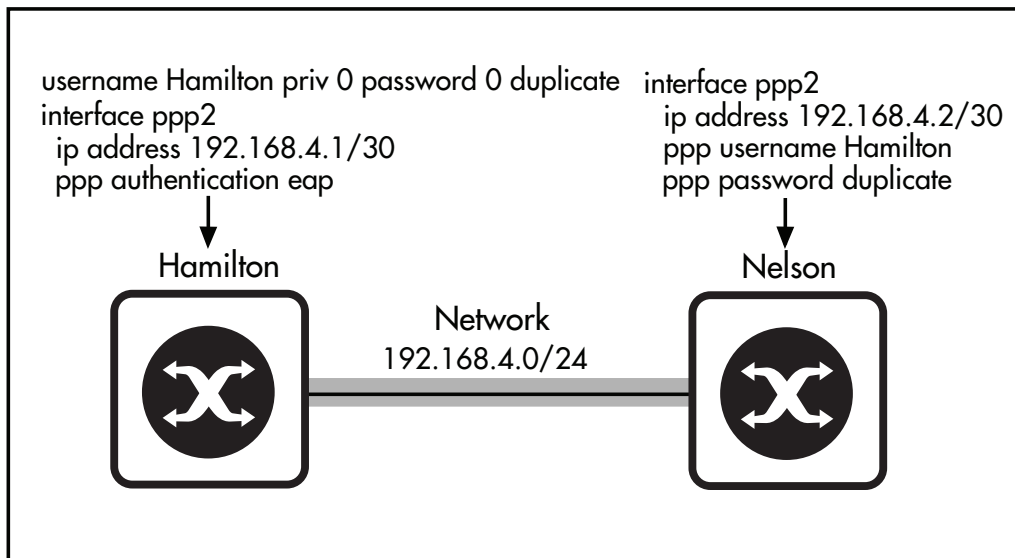 username Hamilton priv 0 password 0 duplicate
interface ppp2
ip address 192.168.4.1/30
ppp authentication eap
interface ppp2
ip address 192.168.4.2/30
ppp username Hamilton
ppp password duplicate
Hamilton
Nelson
Network
192.168.4.0/24